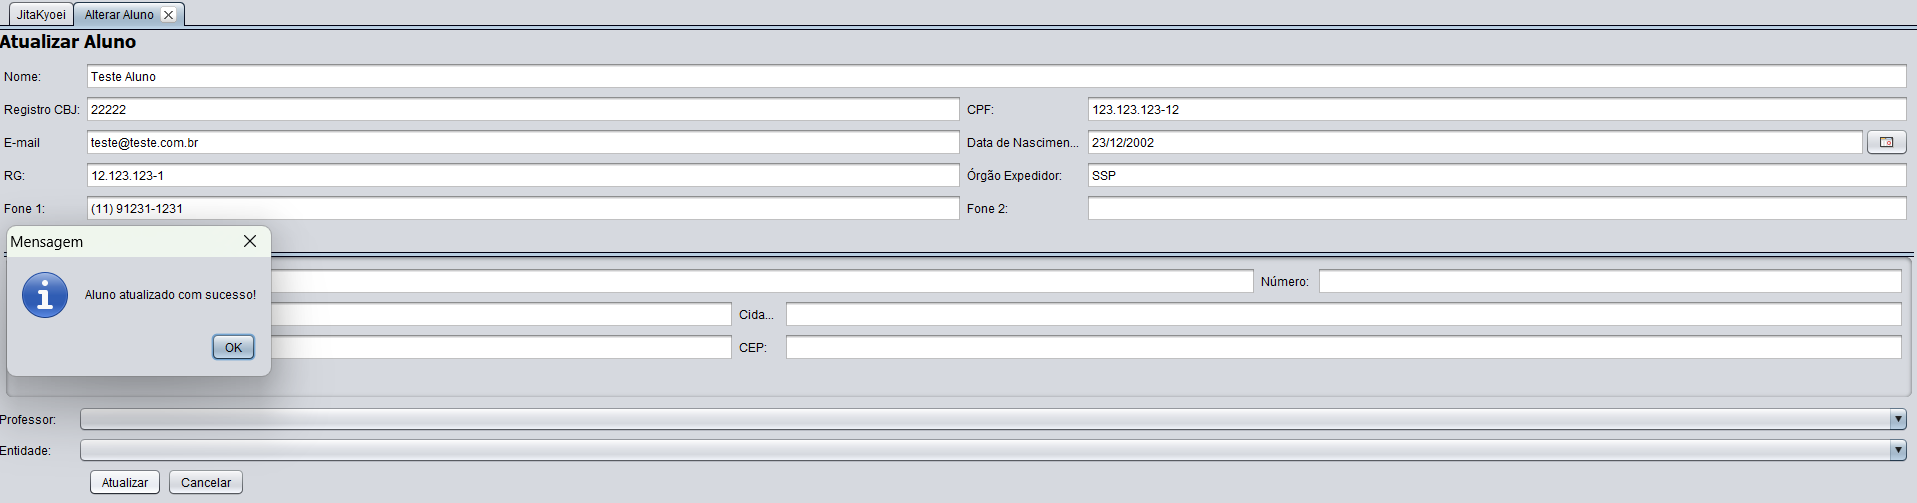 JitaKyoei Alterar Aluno
Atualizar Aluno
Nome: Teste Aluno
Registro CBJ: 22222 CPF: 123.123.123-12
E-mail teste@teste.com.br Data de Nascimen... 23/12/2002
RG: 12.123.123-1 Órgão Expedidor: SSP
Fone 1: (11) 91231-1231 Fone 2:
Mensagem
Aluno atualizado com sucesso!
OK
Número:
Cida...
CEP:
Professor:
Entidade:
Atualizar Cancelar